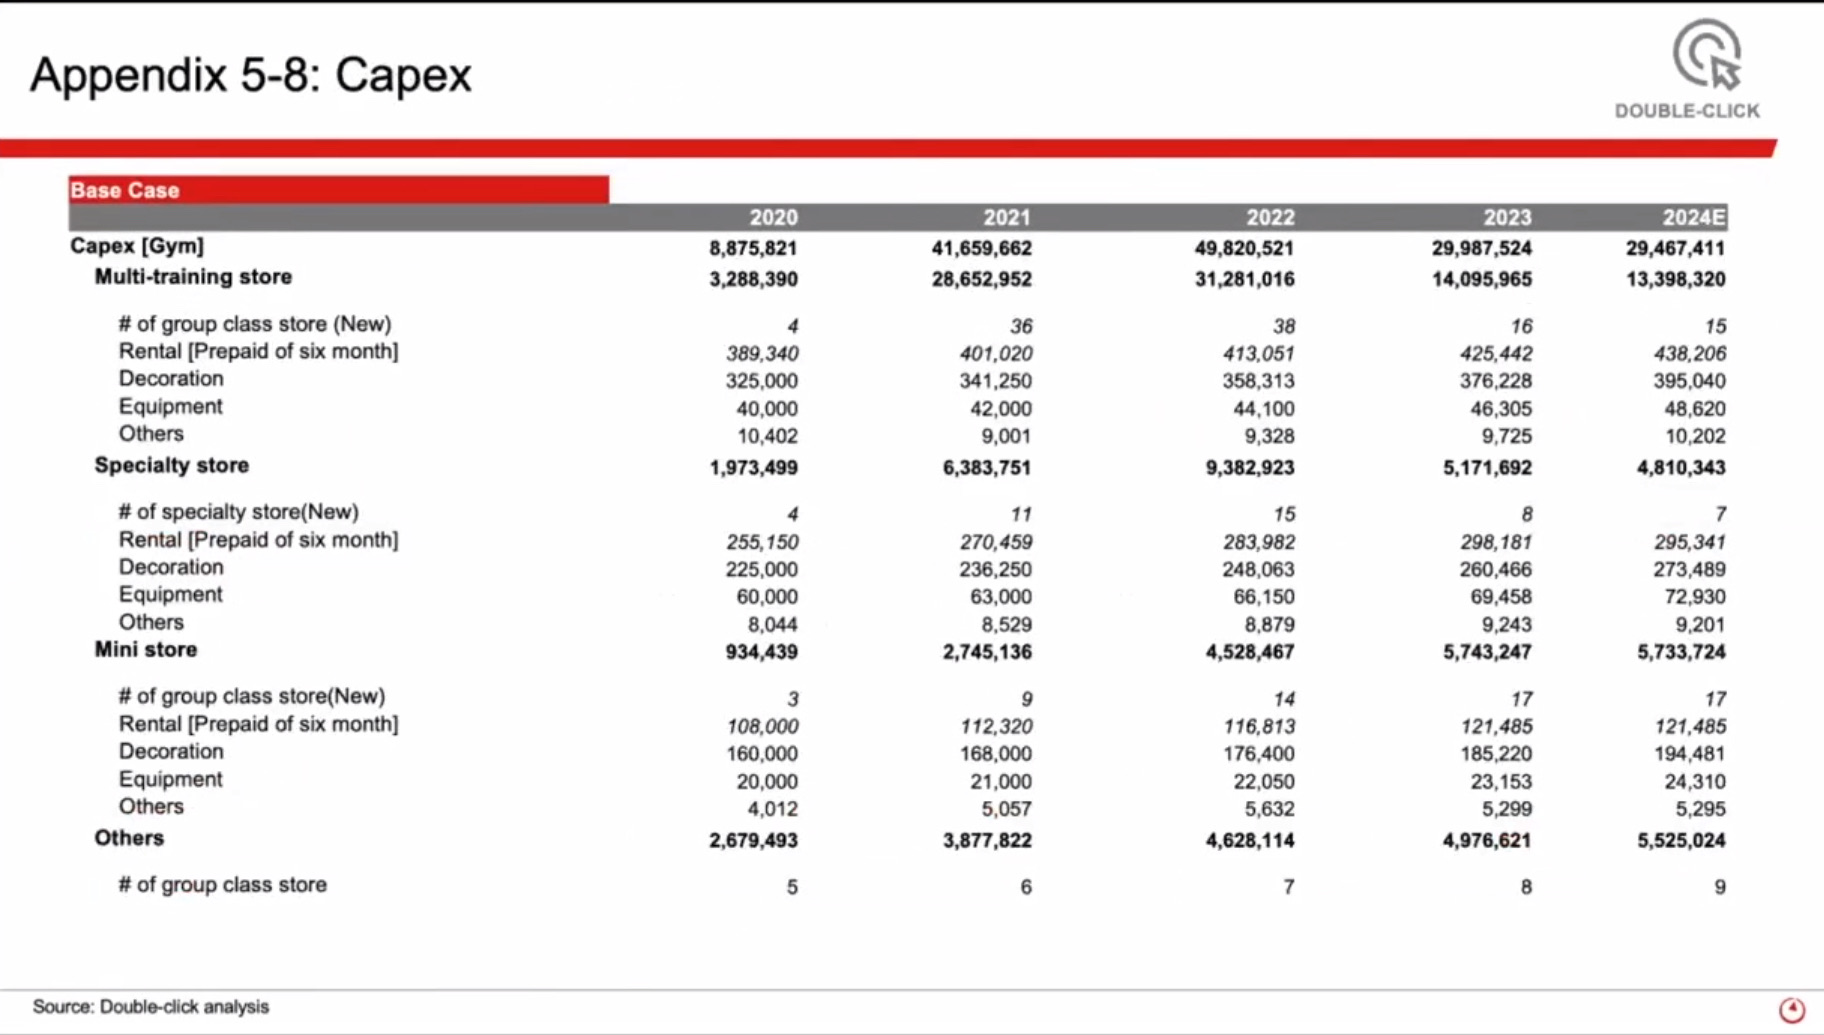 Appendix 5-8: Capex
DOUBLE-CLICK
Base Case
2020 2021 2022 2023 2024E
Capex [Gym] 8,875,821 41,659,662 49,820,521 29,987,524 29,467,411
Multi-training store 3,288,390 28,652,952 31,281,016 14,095,965 13,398,320
# of group class store (New) 4 36 38 16 15
Rental [Prepaid of six month] 389,340 401,020 413,051 425,442 438,206
Decoration 325,000 341,250 358,313 376,228 395,040
Equipment 40,000 42,000 44,100 46,305 48,620
Others 10,402 9,001 9,328 9,725 10,202
Specialty store 1,973,499 6,383,751 9,382,923 5,171,692 4,810,343
# of specialty store(New) 4 11 15 8 7
Rental [Prepaid of six month] 255,150 270,459 283,982 298,181 295,341
Decoration 225,000 236,250 248,063 260,466 273,489
Equipment 60,000 63,000 66,150 69,458 72,930
Others 8,044 8,529 8,879 9,243 9,201
Mini store 934,439 2,745,136 4,528,467 5,743,247 5,733,724
# of group class store(New) 3 9 14 17 17
Rental [Prepaid of six month] 108,000 112,320 116,813 121,485 121,485
Decoration 160,000 168,000 176,400 185,220 194,481
Equipment 20,000 21,000 22,050 23,153 24,310
Others 4,012 5,057 5,632 5,299 5,295
Others 2,679,493 3,877,822 4,628,114 4,976,621 5,525,024
# of group class store 5 6 7 8 9
Source: Double-click analysis